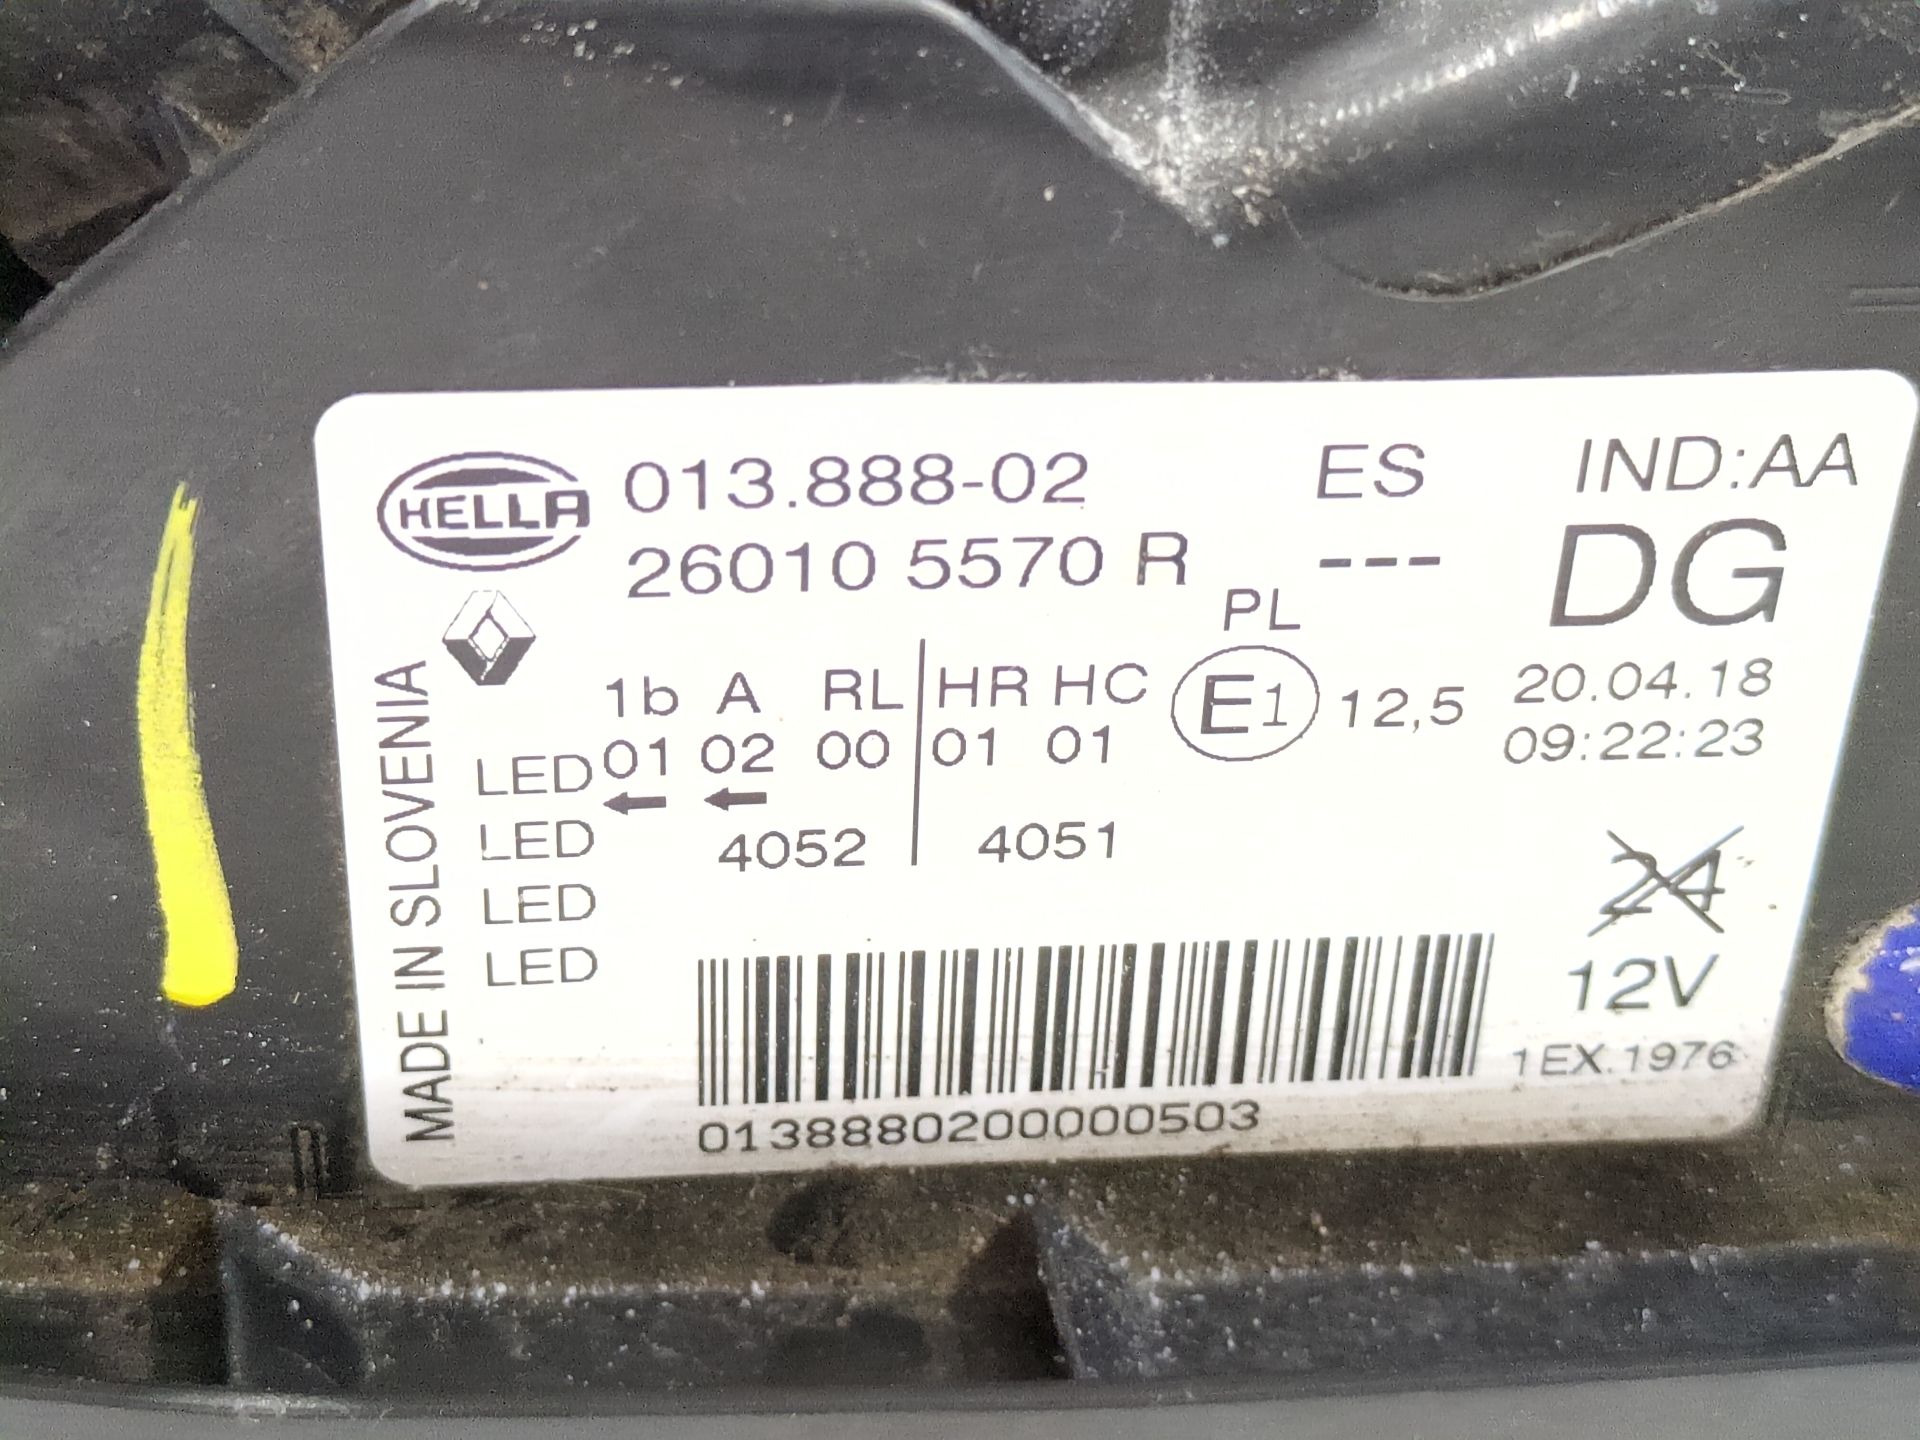 HELLA 013.888-02 ES IND:AA
26010 5570 R --- DG
PL
1b A RL HR HC E1 12,5 20.04.18
LED 01 02 00 01 01 09:22:23
LED 4052 4051 24
LED 12V
LED
1EX.1976
0138880200000503
MADE IN SLOVENIA